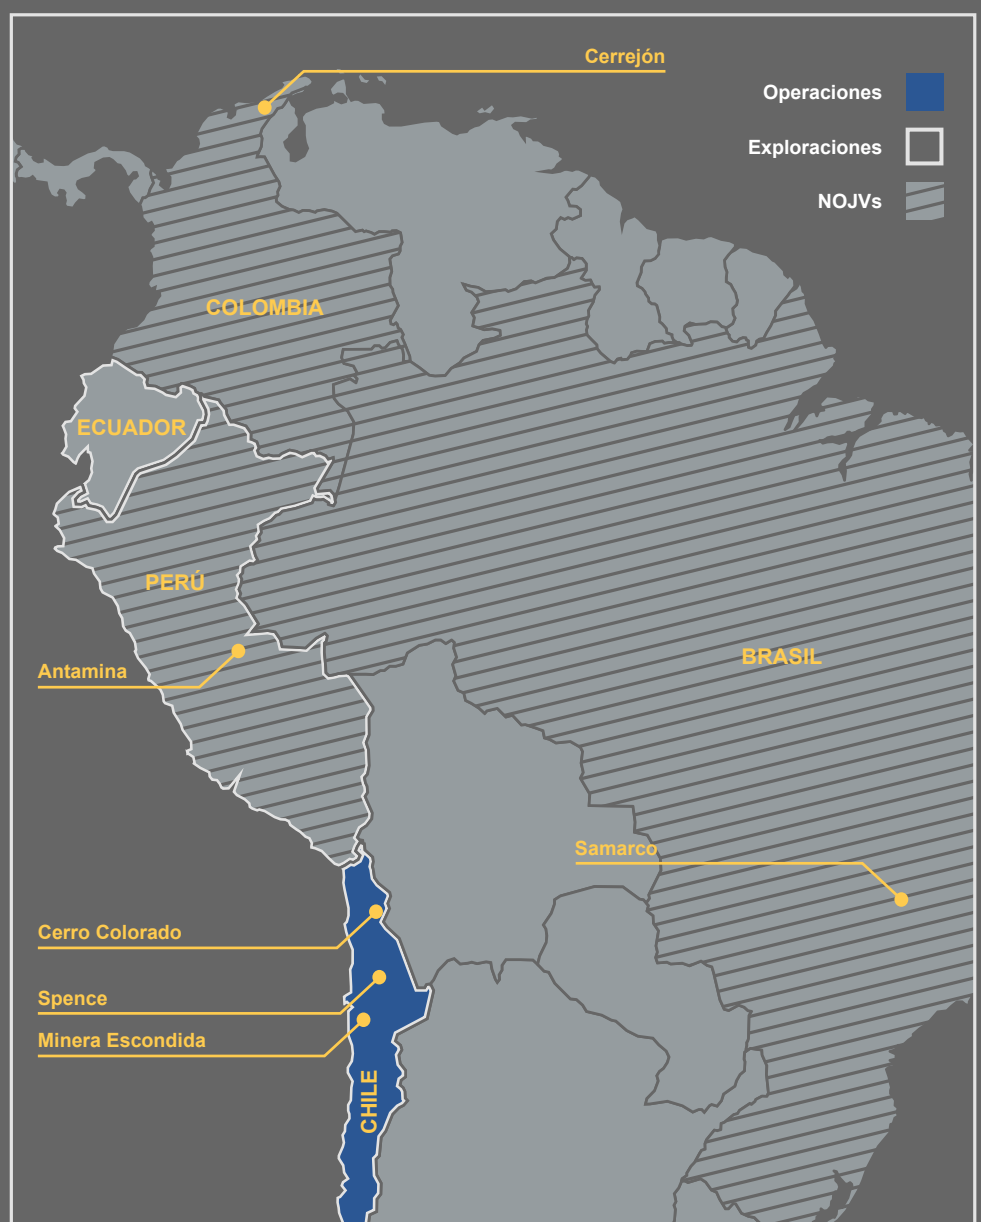 Cerrejón
Operaciones
Exploraciones
NOJVs
COLOMBIA
ECUADOR
PERÚ
BRASIL
Antamina
Samarco
Cerro Colorado
Spence
Minera Escondida
CHILE